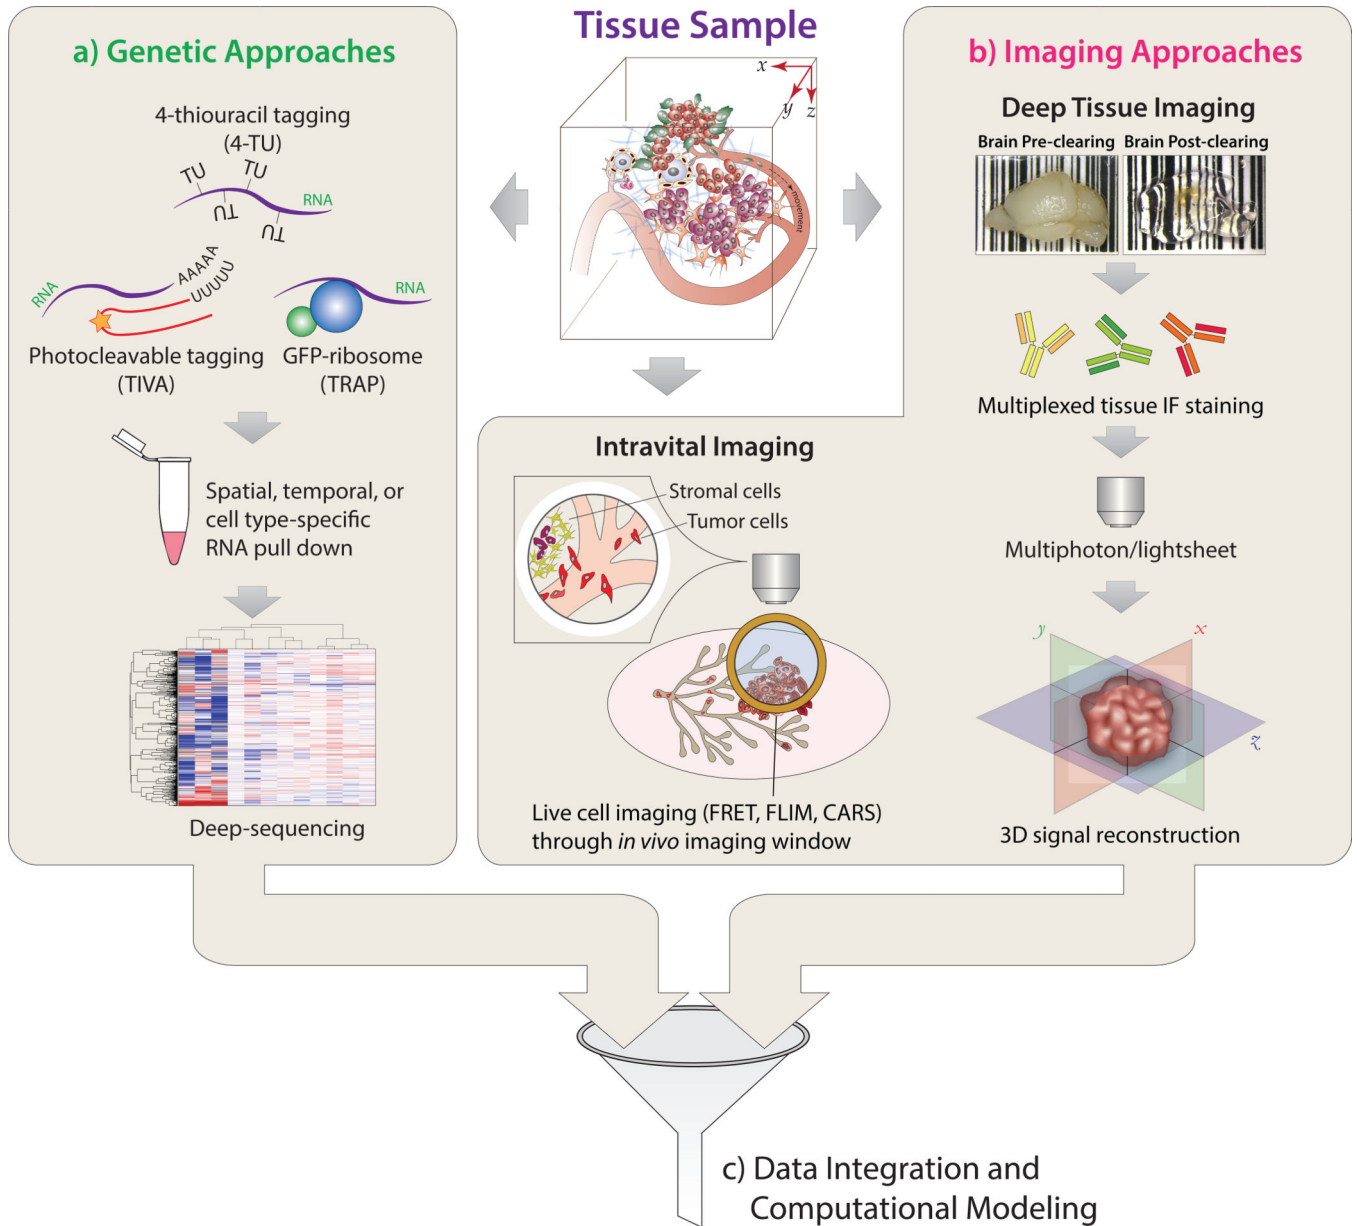 Tissue Sample
x
y
z
movement
a) Genetic Approaches
4-thiouracil tagging
(4-TU)
TU
TU
TU
TU
RNA
RNA
AAAAA
UUUUU
RNA
Photocleavable tagging
(TIVA)
GFP-ribosome
(TRAP)
Spatial, temporal, or
cell type-specific
RNA pull down
Deep-sequencing
b) Imaging Approaches
Deep Tissue Imaging
Brain Pre-clearing
Brain Post-clearing
Multiplexed tissue IF staining
Multiphoton/lightsheet
y
x
z
3D signal reconstruction
Intravital Imaging
Stromal cells
Tumor cells
Live cell imaging (FRET, FLIM, CARS)
through in vivo imaging window
c) Data Integration and
Computational Modeling